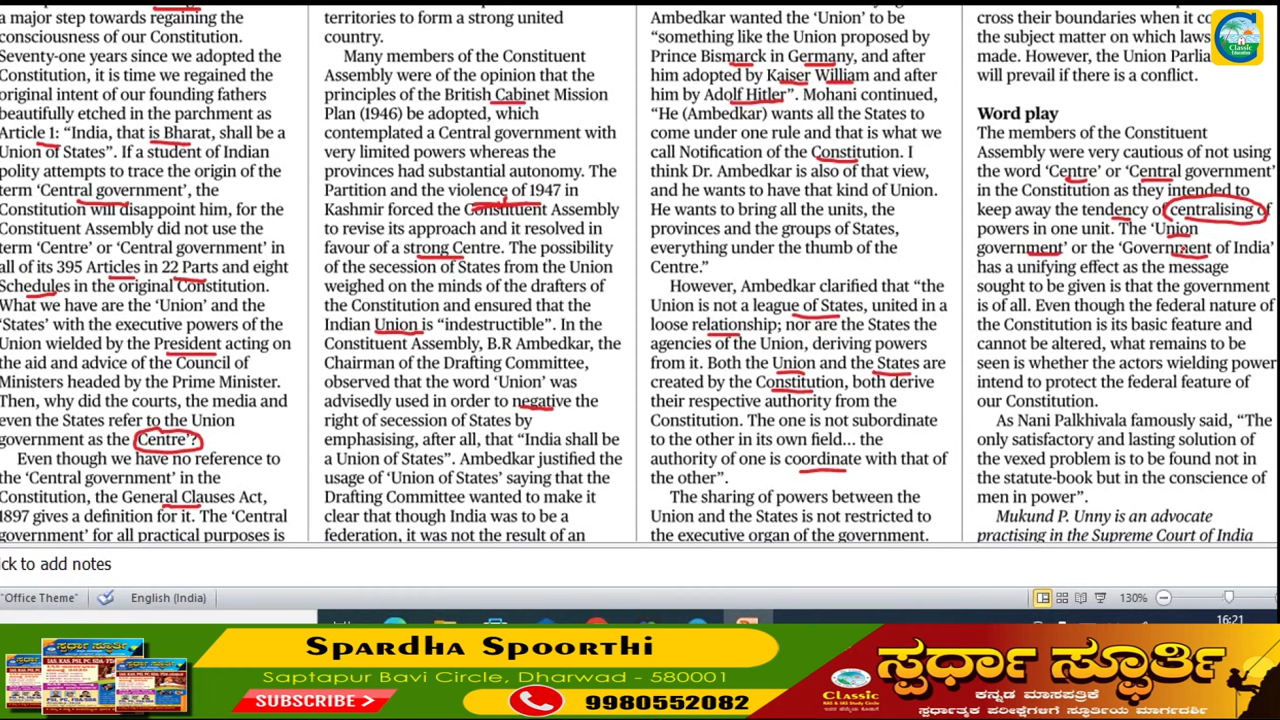 a major step towards regaining the
consciousness of our Constitution.
Seventy-one years since we adopted the
Constitution, it is time we regained the
original intent of our founding fathers
beautifully etched in the parchment as
Article 1: “India, that is Bharat, shall be a
Union of States”. If a student of Indian
polity attempts to trace the origin of the
term ‘Central government’, the
Constitution will disappoint him, for the
Constituent Assembly did not use the
term ‘Centre’ or ‘Central government’ in
all of its 395 Articles in 22 Parts and eight
Schedules in the original Constitution.
What we have are the ‘Union’ and the
‘States’ with the executive powers of the
Union wielded by the President acting on
the aid and advice of the Council of
Ministers headed by the Prime Minister.
Then, why did the courts, the media and
even the States refer to the Union
government as the ‘Centre’?
Even though we have no reference to
the ‘Central government’ in the
Constitution, the General Clauses Act,
1897 gives a definition for it. The ‘Central
government’ for all practical purposes is
territories to form a strong united
country.
Many members of the Constituent
Assembly were of the opinion that the
principles of the British Cabinet Mission
Plan (1946) be adopted, which
contemplated a Central government with
very limited powers whereas the
provinces had substantial autonomy. The
Partition and the violence of 1947 in
Kashmir forced the Constituent Assembly
to revise its approach and it resolved in
favour of a strong Centre. The possibility
of the secession of States from the Union
weighed on the minds of the drafters of
the Constitution and ensured that the
Indian Union is “indestructible”. In the
Constituent Assembly, B.R Ambedkar, the
Chairman of the Drafting Committee,
observed that the word ‘Union’ was
advisedly used in order to negative the
right of secession of States by
emphasising, after all, that “India shall be
a Union of States”. Ambedkar justified the
usage of ‘Union of States’ saying that the
Drafting Committee wanted to make it
clear that though India was to be a
federation, it was not the result of an
Ambedkar wanted the ‘Union’ to be
“something like the Union proposed by
Prince Bismarck in Germany, and after
him adopted by Kaiser William and after
him by Adolf Hitler”. Mohani continued,
“He (Ambedkar) wants all the States to
come under one rule and that is what we
call Notification of the Constitution. I
think Dr. Ambedkar is also of that view,
and he wants to have that kind of Union.
He wants to bring all the units, the
provinces and the groups of States,
everything under the thumb of the
Centre.”
However, Ambedkar clarified that “the
Union is not a league of States, united in a
loose relationship; nor are the States the
agencies of the Union, deriving powers
from it. Both the Union and the States are
created by the Constitution, both derive
their respective authority from the
Constitution. The one is not subordinate
to the other in its own field... the
authority of one is coordinate with that of
the other”.
The sharing of powers between the
Union and the States is not restricted to
the executive organ of the government.
cross their boundaries when it co
the subject matter on which laws
made. However, the Union Parlia
will prevail if there is a conflict.
Word play
The members of the Constituent
Assembly were very cautious of not using
the word ‘Centre’ or ‘Central government’
in the Constitution as they intended to
keep away the tendency of centralising of
powers in one unit. The ‘Union
government’ or the ‘Government of India’
has a unifying effect as the message
sought to be given is that the government
is of all. Even though the federal nature of
the Constitution is its basic feature and
cannot be altered, what remains to be
seen is whether the actors wielding power
intend to protect the federal feature of
our Constitution.
As Nani Palkhivala famously said, “The
only satisfactory and lasting solution of
the vexed problem is to be found not in
the statute-book but in the conscience of
men in power”.
Mukund P. Unny is an advocate
practising in the Supreme Court of India
Classic
Education
ick to add notes
"Office Theme"
English (India)
130%
16:21
Spardha Spoorthi
Saptapur Bavi Circle, Dharwad - 580001
SUBSCRIBE
9980552082
Classic
ಸ್ಪರ್ಧಾ ಸ್ಫೂರ್ತಿ
ಕನ್ನಡ ಮಾಸಪತ್ರಿಕೆ
ಸ್ಪರ್ಧಾತ್ಮಕ ಪರೀಕ್ಷೆಗಳಿಗೆ ಸ್ಫೂರ್ತಿಯ ಮಾರ್ಗದರ್ಶಿ